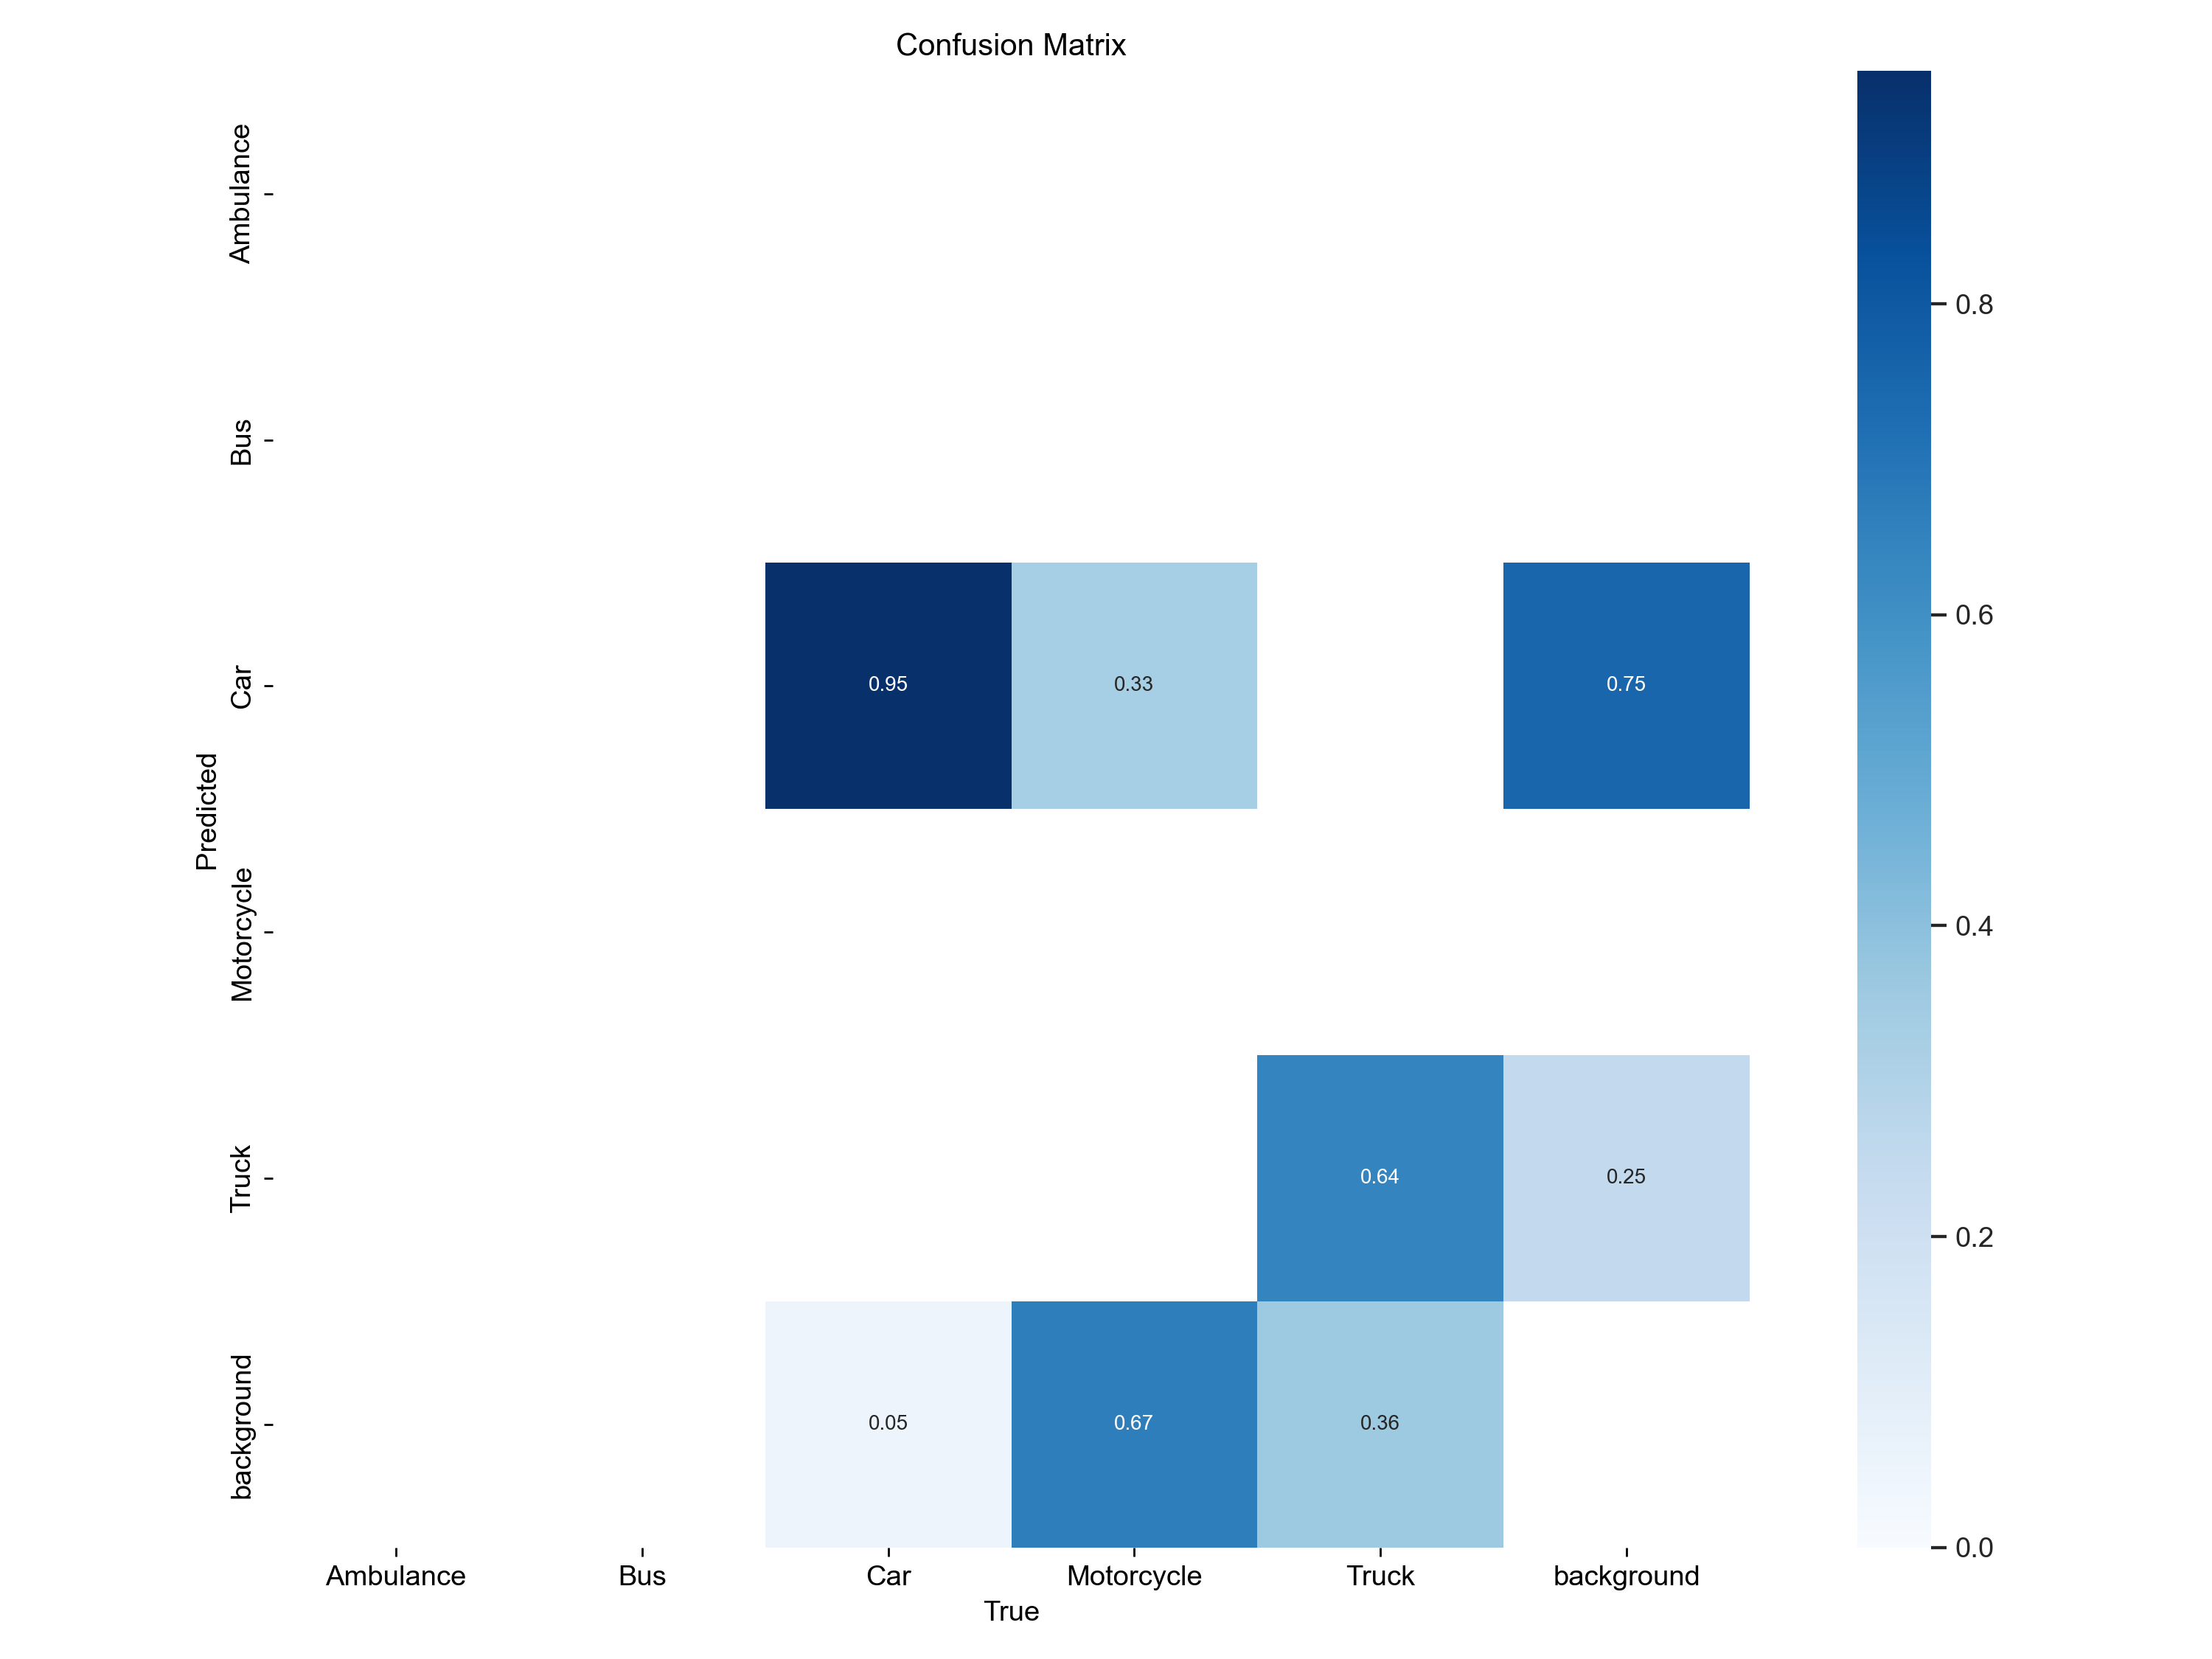 Confusion Matrix
Ambulance
Bus
Car
Motorcycle
Truck
background
Predicted
0.95 0.33 0.75
0.64 0.25
0.05 0.67 0.36
Ambulance Bus Car Motorcycle Truck background
True
0.8
0.6
0.4
0.2
0.0